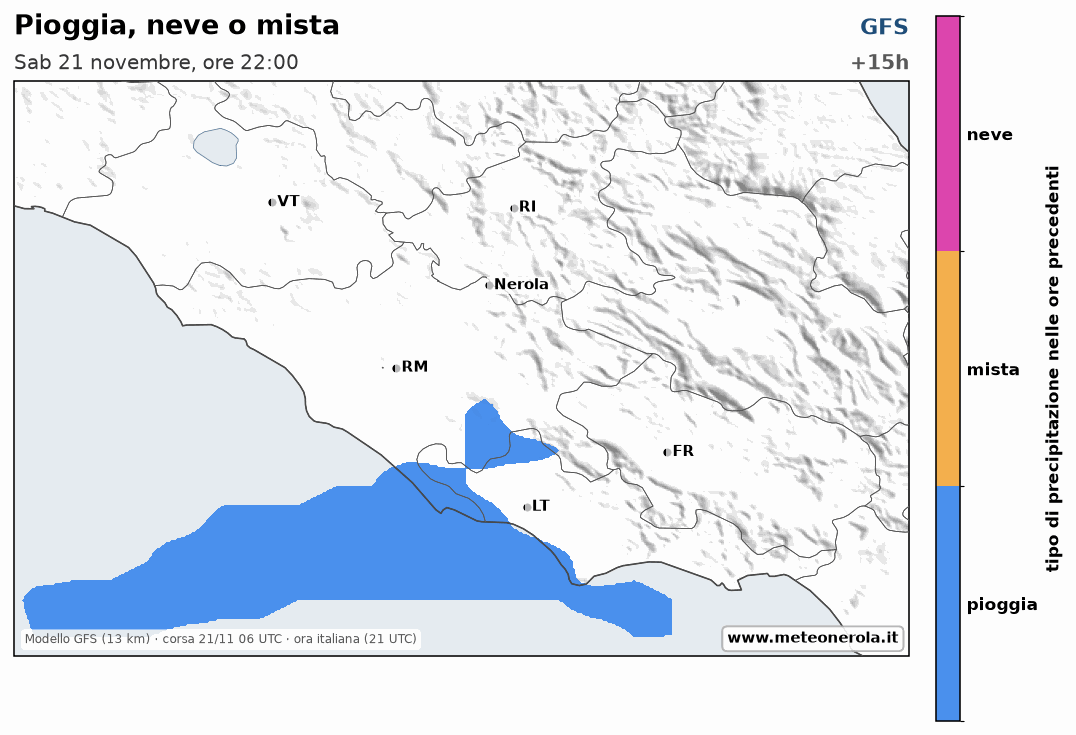 Pioggia, neve o mista
GFS
Sab 21 novembre, ore 22:00
+15h
VT
RI
Nerola
RM
FR
LT
Modello GFS (13 km) · corsa 21/11 06 UTC · ora italiana (21 UTC)
www.meteonerola.it
neve
mista
pioggia
tipo di precipitazione nelle ore precedenti